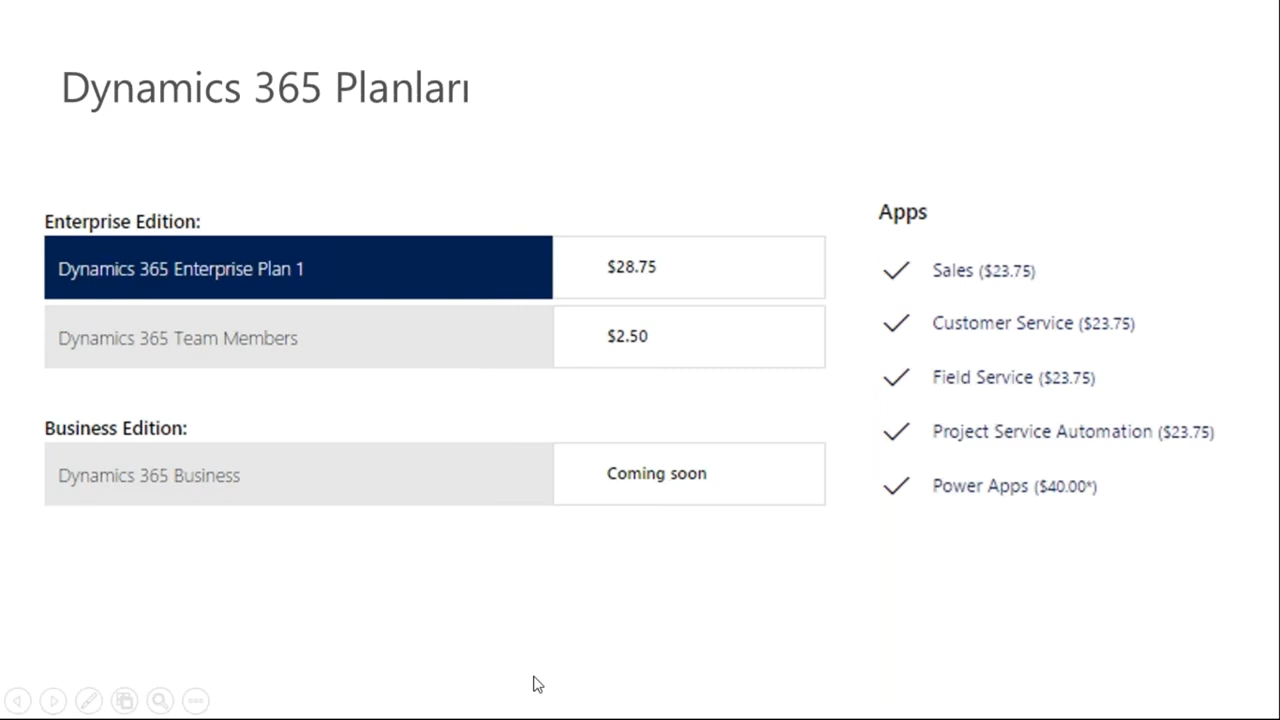 Dynamics 365 Planları
Enterprise Edition:
Dynamics 365 Enterprise Plan 1 $28.75
Dynamics 365 Team Members $2.50
Business Edition:
Dynamics 365 Business Coming soon
Apps
Sales ($23.75)
Customer Service ($23.75)
Field Service ($23.75)
Project Service Automation ($23.75)
Power Apps ($40.00*)